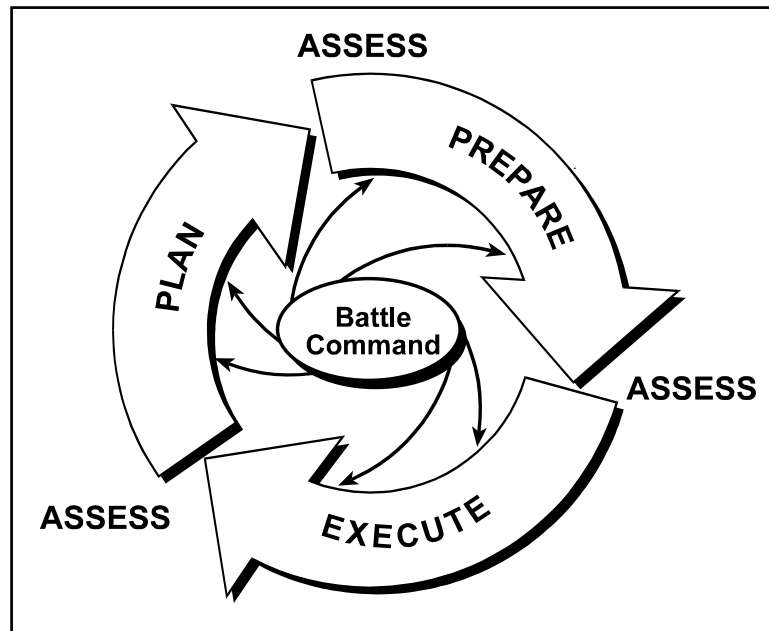 ASSESS
PREPARE
PLAN
Battle
Command
ASSESS
ASSESS
EXECUTE